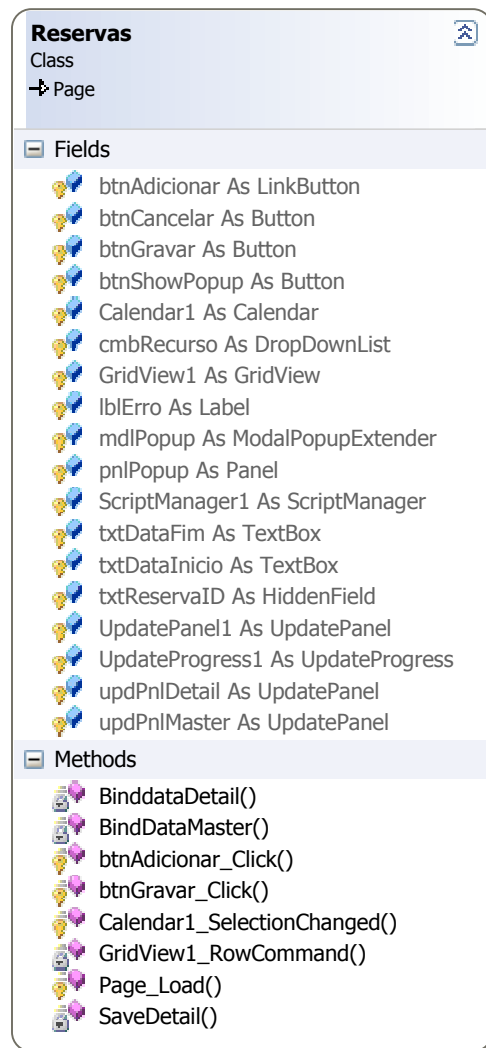 Reservas
Class
Page
Fields
btnAdicionar As LinkButton
btnCancelar As Button
btnGravar As Button
btnShowPopup As Button
Calendar1 As Calendar
cmbRecurso As DropDownList
GridView1 As GridView
lblErro As Label
mdlPopup As ModalPopupExtender
pnlPopup As Panel
ScriptManager1 As ScriptManager
txtDataFim As TextBox
txtDataInicio As TextBox
txtReservaID As HiddenField
UpdatePanel1 As UpdatePanel
UpdateProgress1 As UpdateProgress
updPnlDetail As UpdatePanel
updPnlMaster As UpdatePanel
Methods
BinddataDetail()
BindDataMaster()
btnAdicionar_Click()
btnGravar_Click()
Calendar1_SelectionChanged()
GridView1_RowCommand()
Page_Load()
SaveDetail()